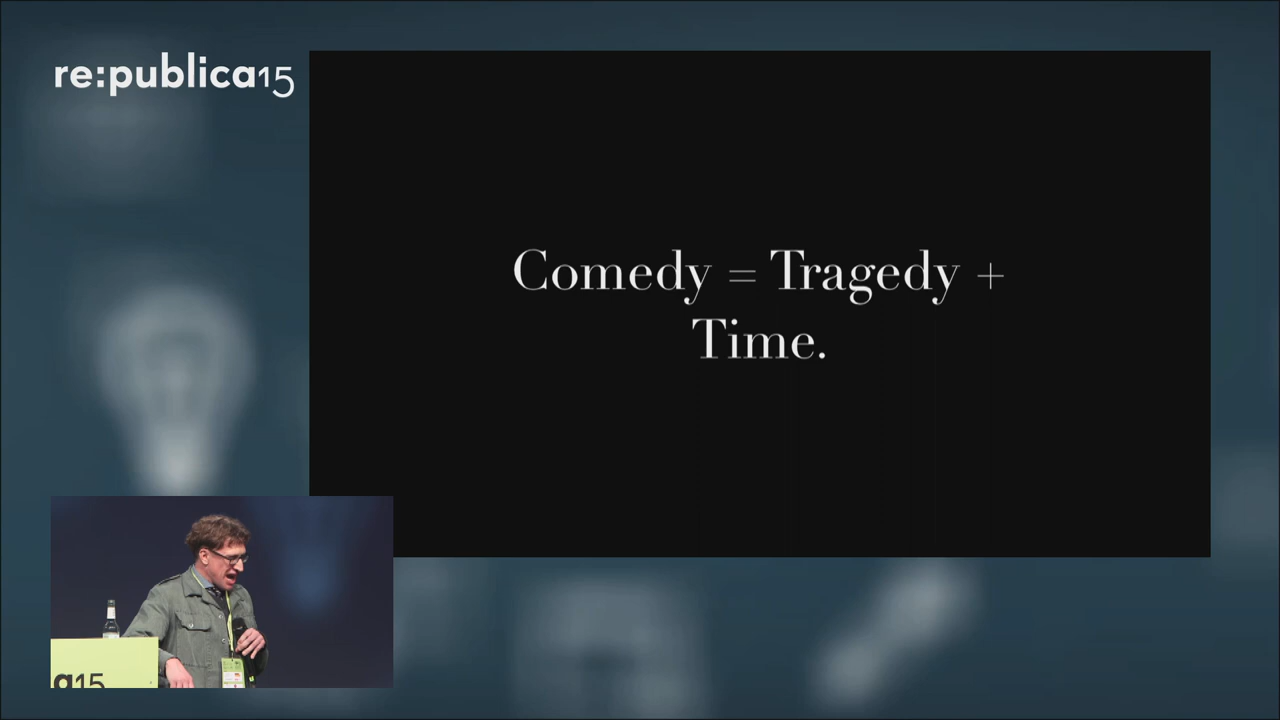 re:publica15
Comedy = Tragedy +
Time.
a15